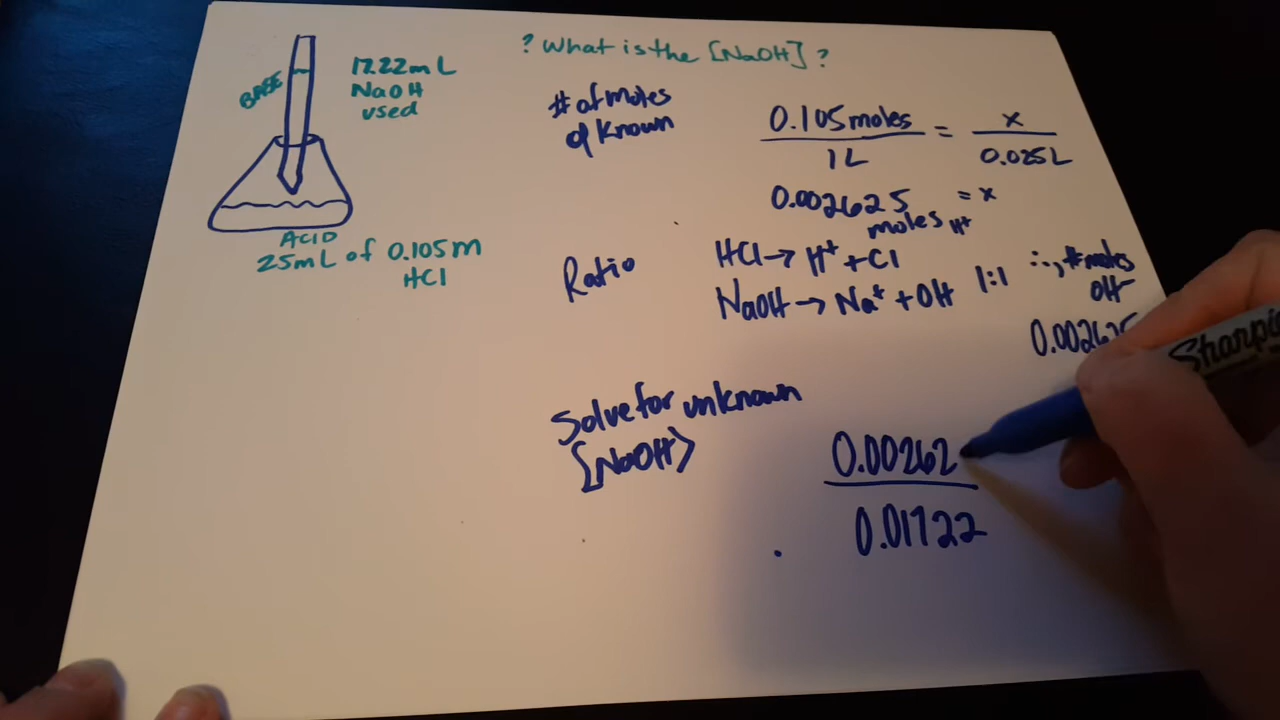 ? What is the [NaOH] ?
BASE
17.22mL
NaOH
used
ACID
25mL of 0.105M
HCl
# of moles
of known
0.105 moles = x
1L 0.025L
0.002625 = x
moles H+
Ratio
HCl → H+ + Cl
NaOH → Na+ + OH
1:1
∴, # moles
OH-
0.002625
Solve for unknown
[NaOH]
0.00262
0.01722
Sharpie